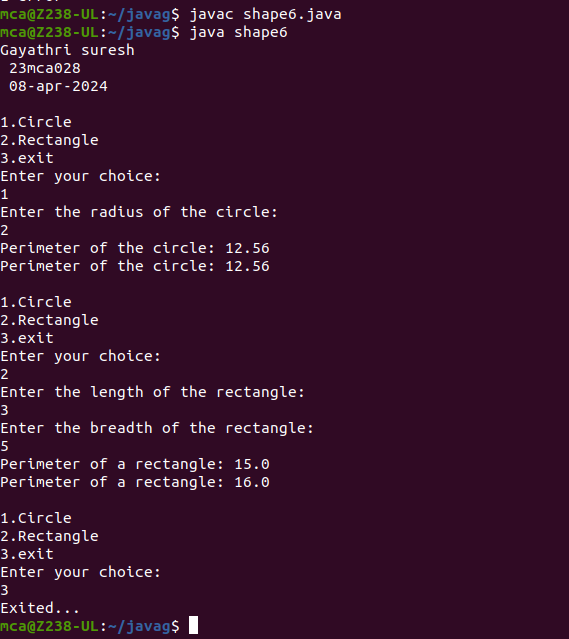 mca@Z238-UL:~/javag$ javac shape6.java
mca@Z238-UL:~/javag$ java shape6
Gayathri suresh
 23mca028
 08-apr-2024

1.Circle
2.Rectangle
3.exit
Enter your choice:
1
Enter the radius of the circle:
2
Perimeter of the circle: 12.56
Perimeter of the circle: 12.56

1.Circle
2.Rectangle
3.exit
Enter your choice:
2
Enter the length of the rectangle:
3
Enter the breadth of the rectangle:
5
Perimeter of a rectangle: 15.0
Perimeter of a rectangle: 16.0

1.Circle
2.Rectangle
3.exit
Enter your choice:
3
Exited...
mca@Z238-UL:~/javag$